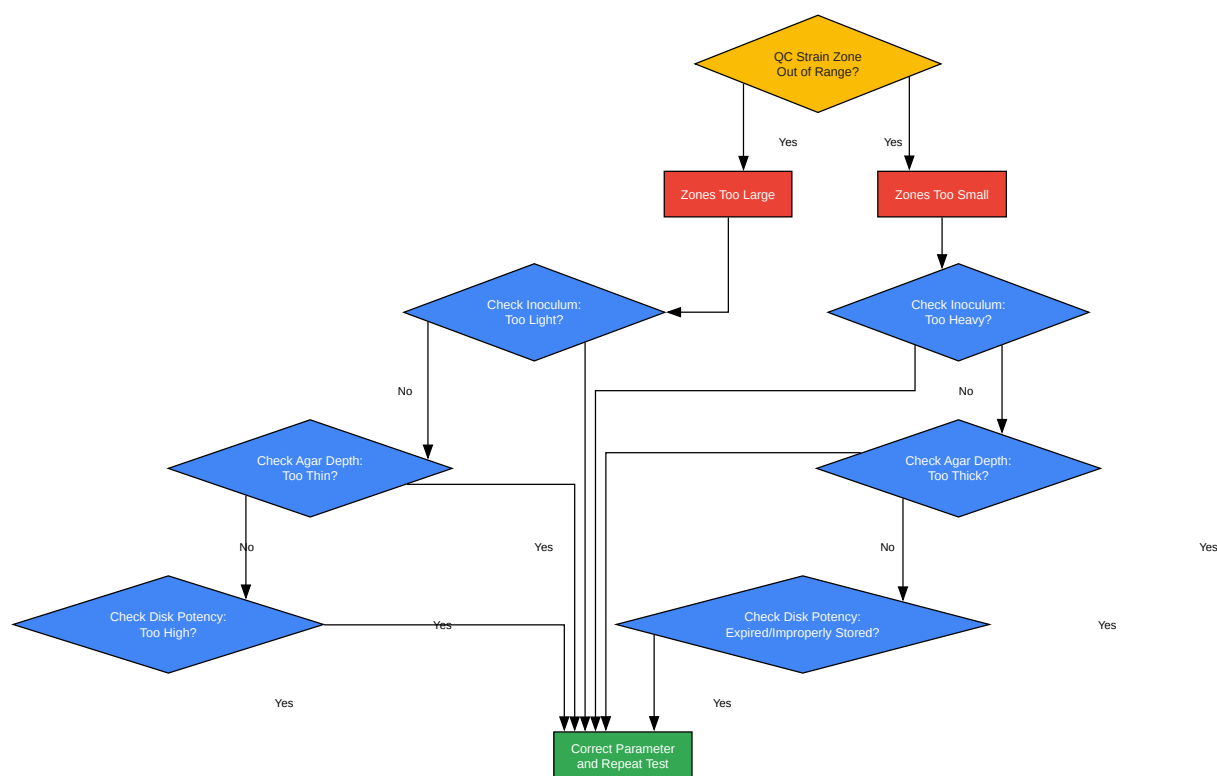 QC Strain Zone
Out of Range?
Yes
Yes
Zones Too Large
Zones Too Small
Check Inoculum:
Too Light?
Check Inoculum:
Too Heavy?
No
No
Check Agar Depth:
Too Thin?
Check Agar Depth:
Too Thick?
No
Yes
No
Yes
Check Disk Potency:
Too High?
Yes
Check Disk Potency:
Expired/Improperly Stored?
Yes
Yes
Yes
Correct Parameter
and Repeat Test